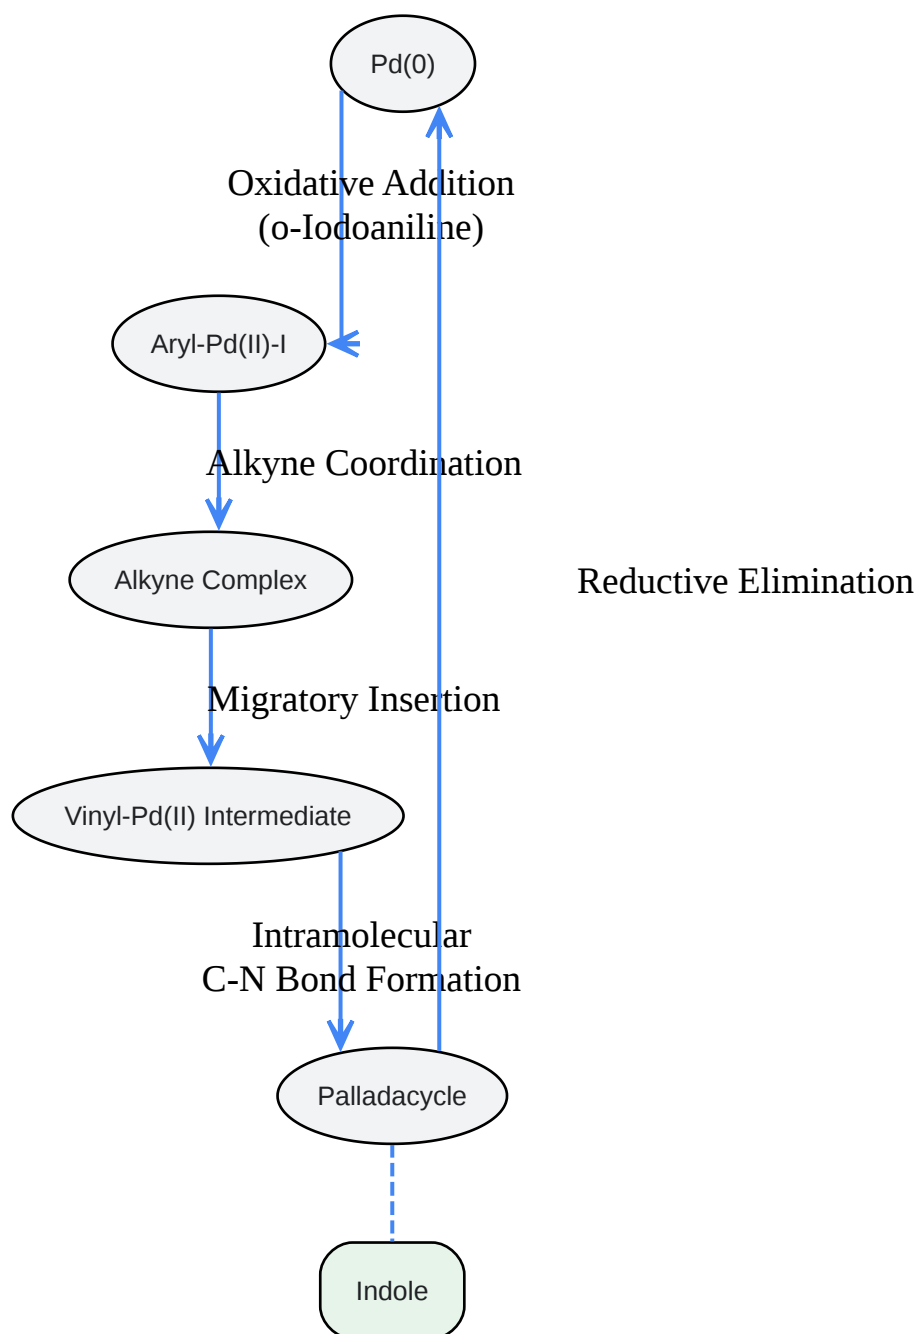 Pd(0)
Oxidative Addition
(o-Iodoaniline)
Aryl-Pd(II)-I
Alkyne Coordination
Alkyne Complex
Reductive Elimination
Migratory Insertion
Vinyl-Pd(II) Intermediate
Intramolecular
C-N Bond Formation
Palladacycle
Indole